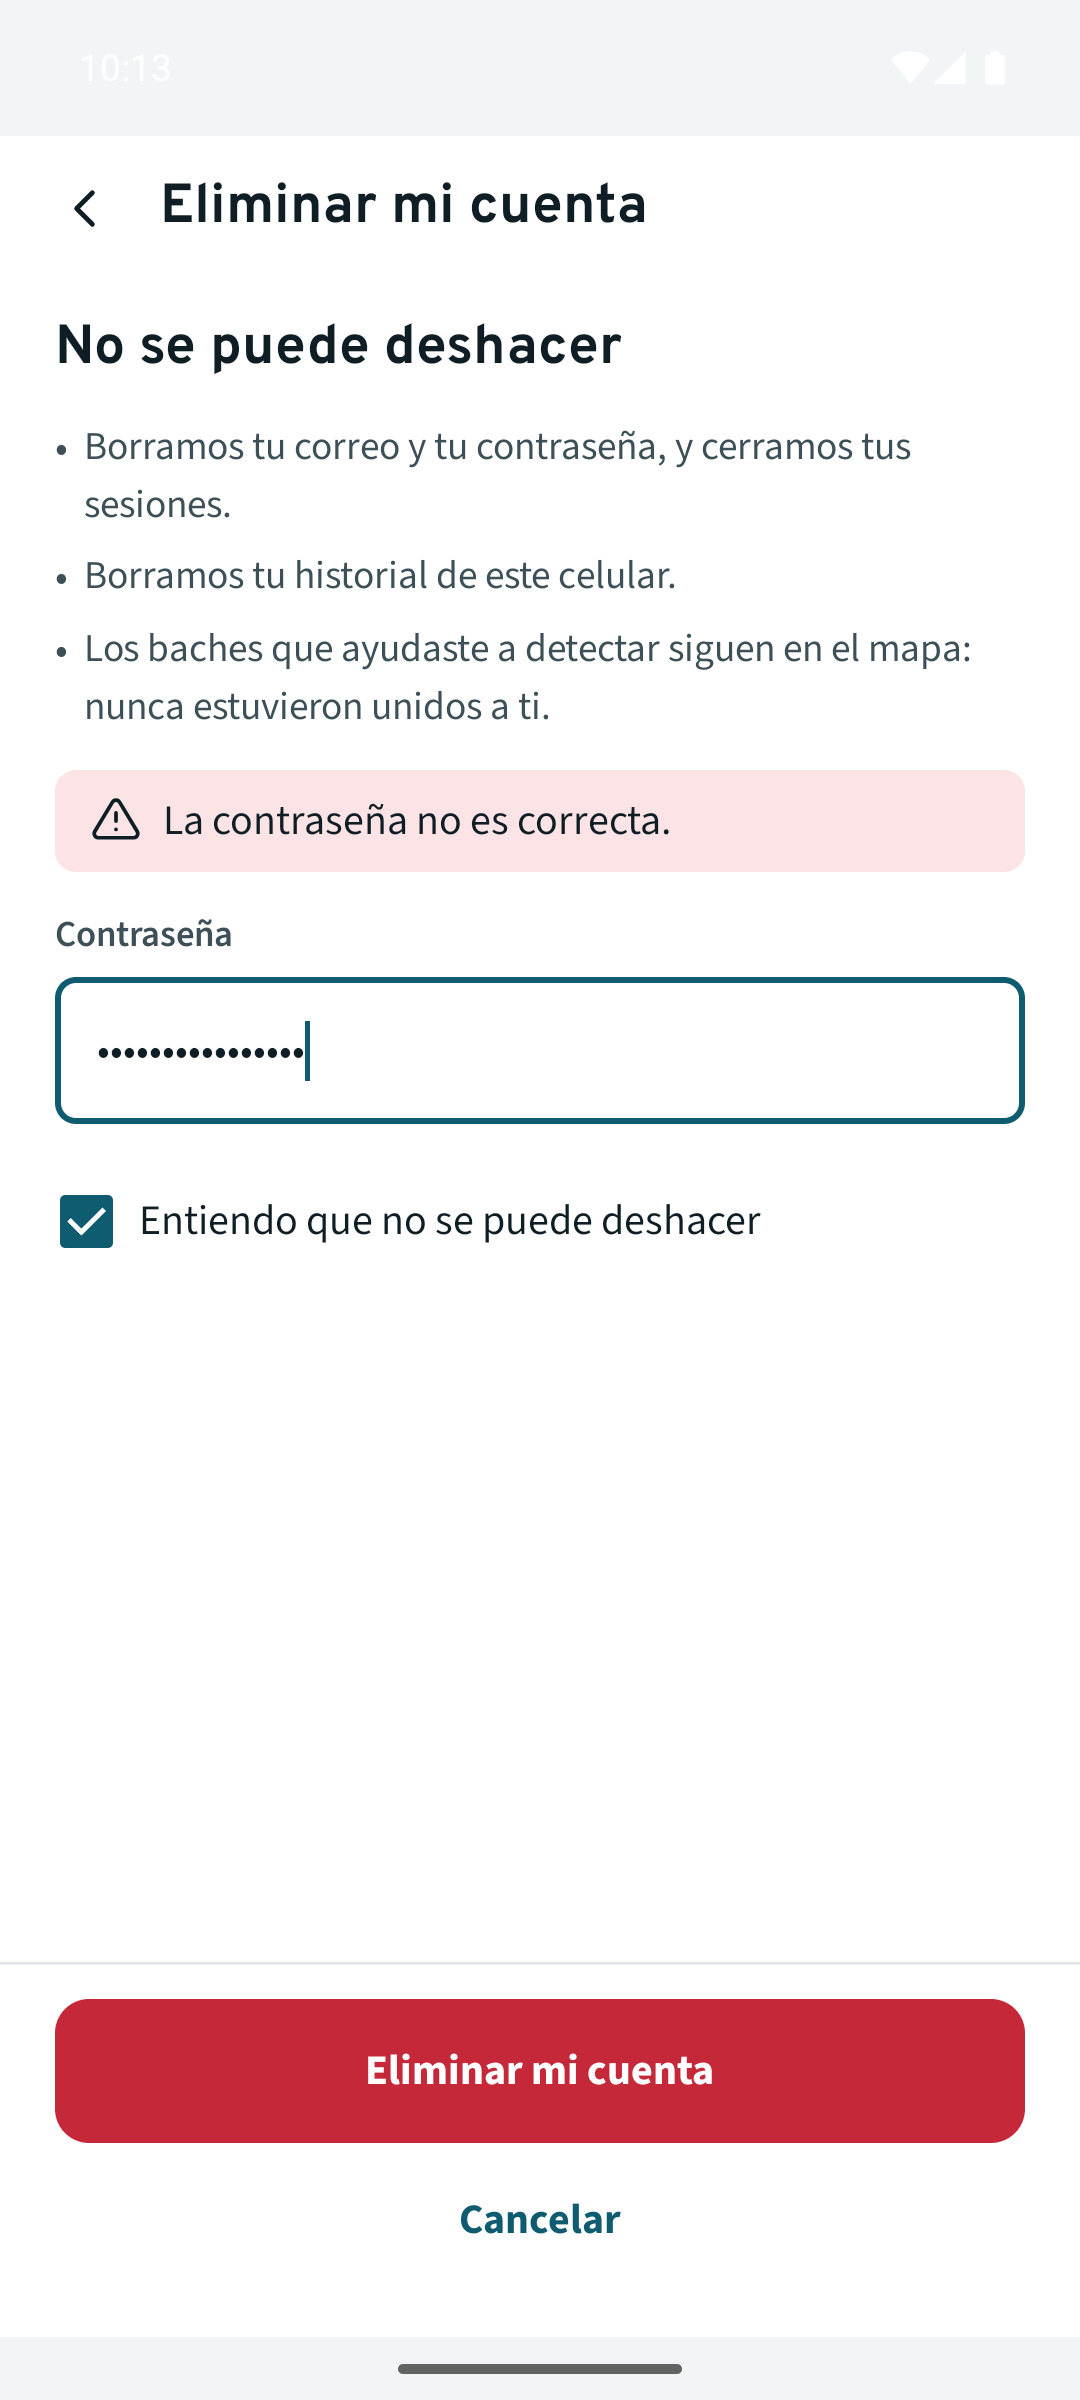 10:13
Eliminar mi cuenta
No se puede deshacer
• Borramos tu correo y tu contraseña, y cerramos tus
sesiones.
• Borramos tu historial de este celular.
• Los baches que ayudaste a detectar siguen en el mapa:
nunca estuvieron unidos a ti.
La contraseña no es correcta.
Contraseña
••••••••••••••••
Entiendo que no se puede deshacer
Eliminar mi cuenta
Cancelar